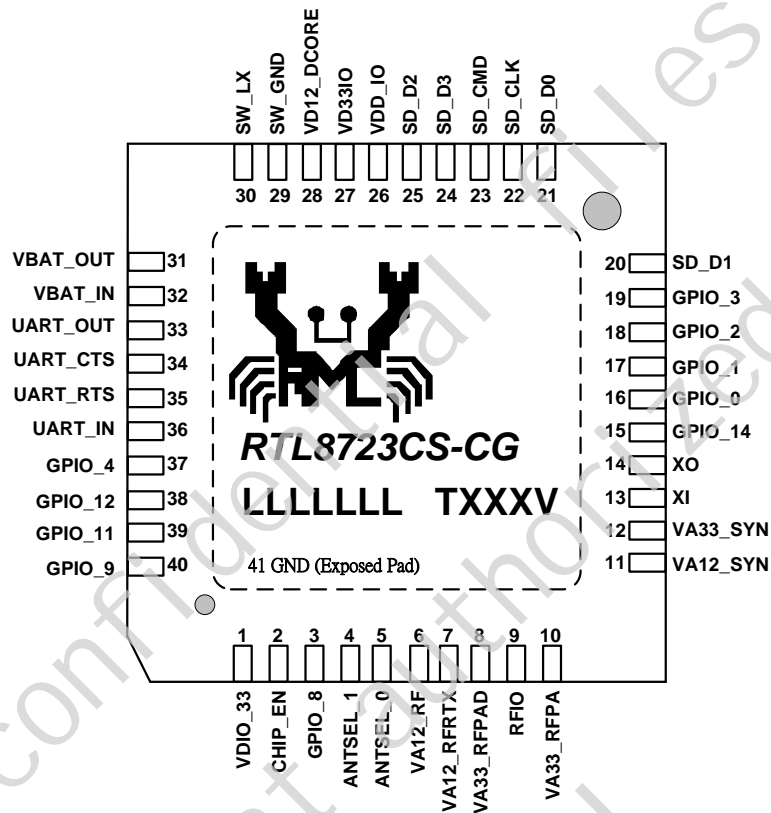 SW_LX
SW_GND
VD12_DCORE
VD33IO
VDD_IO
SD_D2
SD_D3
SD_CMD
SD_CLK
SD_D0
30 29 28 27 26 25 24 23 22 21
VBAT_OUT 31
VBAT_IN 32
UART_OUT 33
UART_CTS 34
UART_RTS 35
UART_IN 36
GPIO_4 37
GPIO_12 38
GPIO_11 39
GPIO_9 40
20 SD_D1
19 GPIO_3
18 GPIO_2
17 GPIO_1
16 GPIO_0
15 GPIO_14
14 XO
13 XI
12 VA33_SYN
11 VA12_SYN
RTL8723CS-CG
LLLLLLL TXXXV
41 GND (Exposed Pad)
1 2 3 4 5 6 7 8 9 10
VDIO_33
CHIP_EN
GPIO_8
ANTSEL_1
ANTSEL_0
VA12_RF
VA12_RFRTX
VA33_RFPAD
RFIO
VA33_RFPA
confidential files
authorized